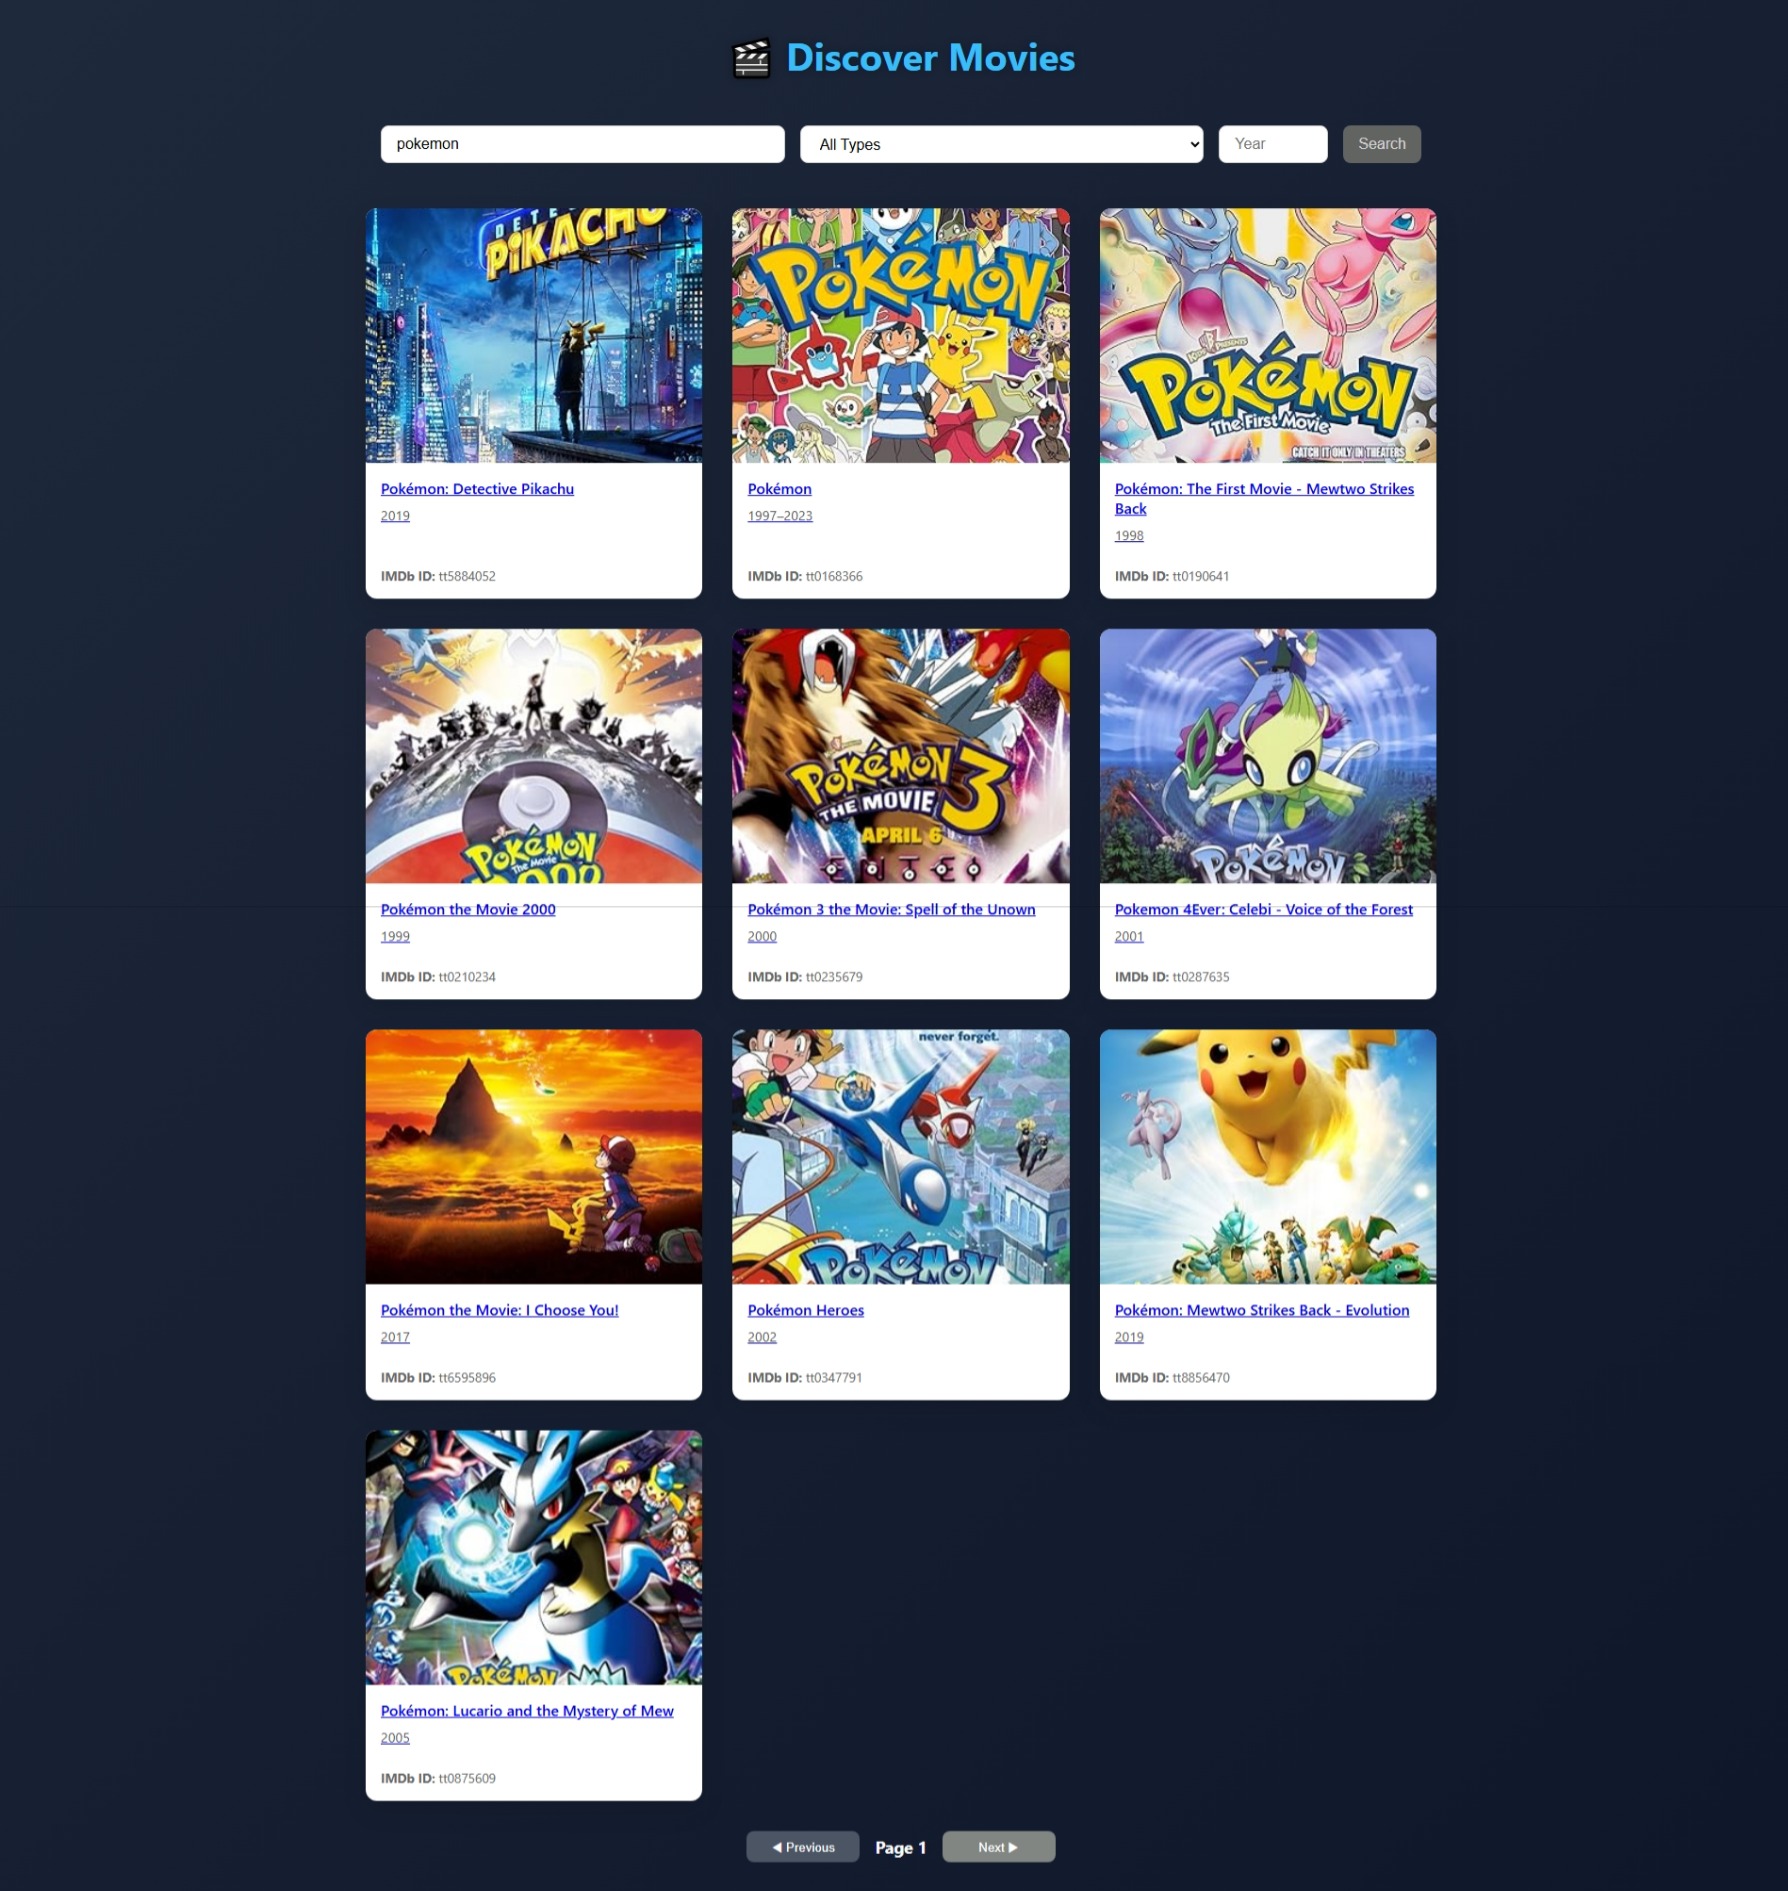 Discover Movies
pokemon
All Types
Year
Search
DETE
PIKACHU
POKéMON
KIDS WB PRESENTS
POKéMON
The First Movie
CATCH IT ONLY IN THEATERS
Pokémon: Detective Pikachu
2019
IMDb ID: tt5884052
Pokémon
1997–2023
IMDb ID: tt0168366
Pokémon: The First Movie - Mewtwo Strikes
Back
1998
IMDb ID: tt0190641
POKéMON
The Movie
2000
POKéMON 3
THE MOVIE
APRIL 6
ENTEI
POKéMON
Pokémon the Movie 2000
1999
IMDb ID: tt0210234
Pokémon 3 the Movie: Spell of the Unown
2000
IMDb ID: tt0235679
Pokemon 4Ever: Celebi - Voice of the Forest
2001
IMDb ID: tt0287635
never forget.
POKéMON
Pokémon the Movie: I Choose You!
2017
IMDb ID: tt6595896
Pokémon Heroes
2002
IMDb ID: tt0347791
Pokémon: Mewtwo Strikes Back - Evolution
2019
IMDb ID: tt8856470
POKéMON
Pokémon: Lucario and the Mystery of Mew
2005
IMDb ID: tt0875609
◀ Previous
Page 1
Next ▶